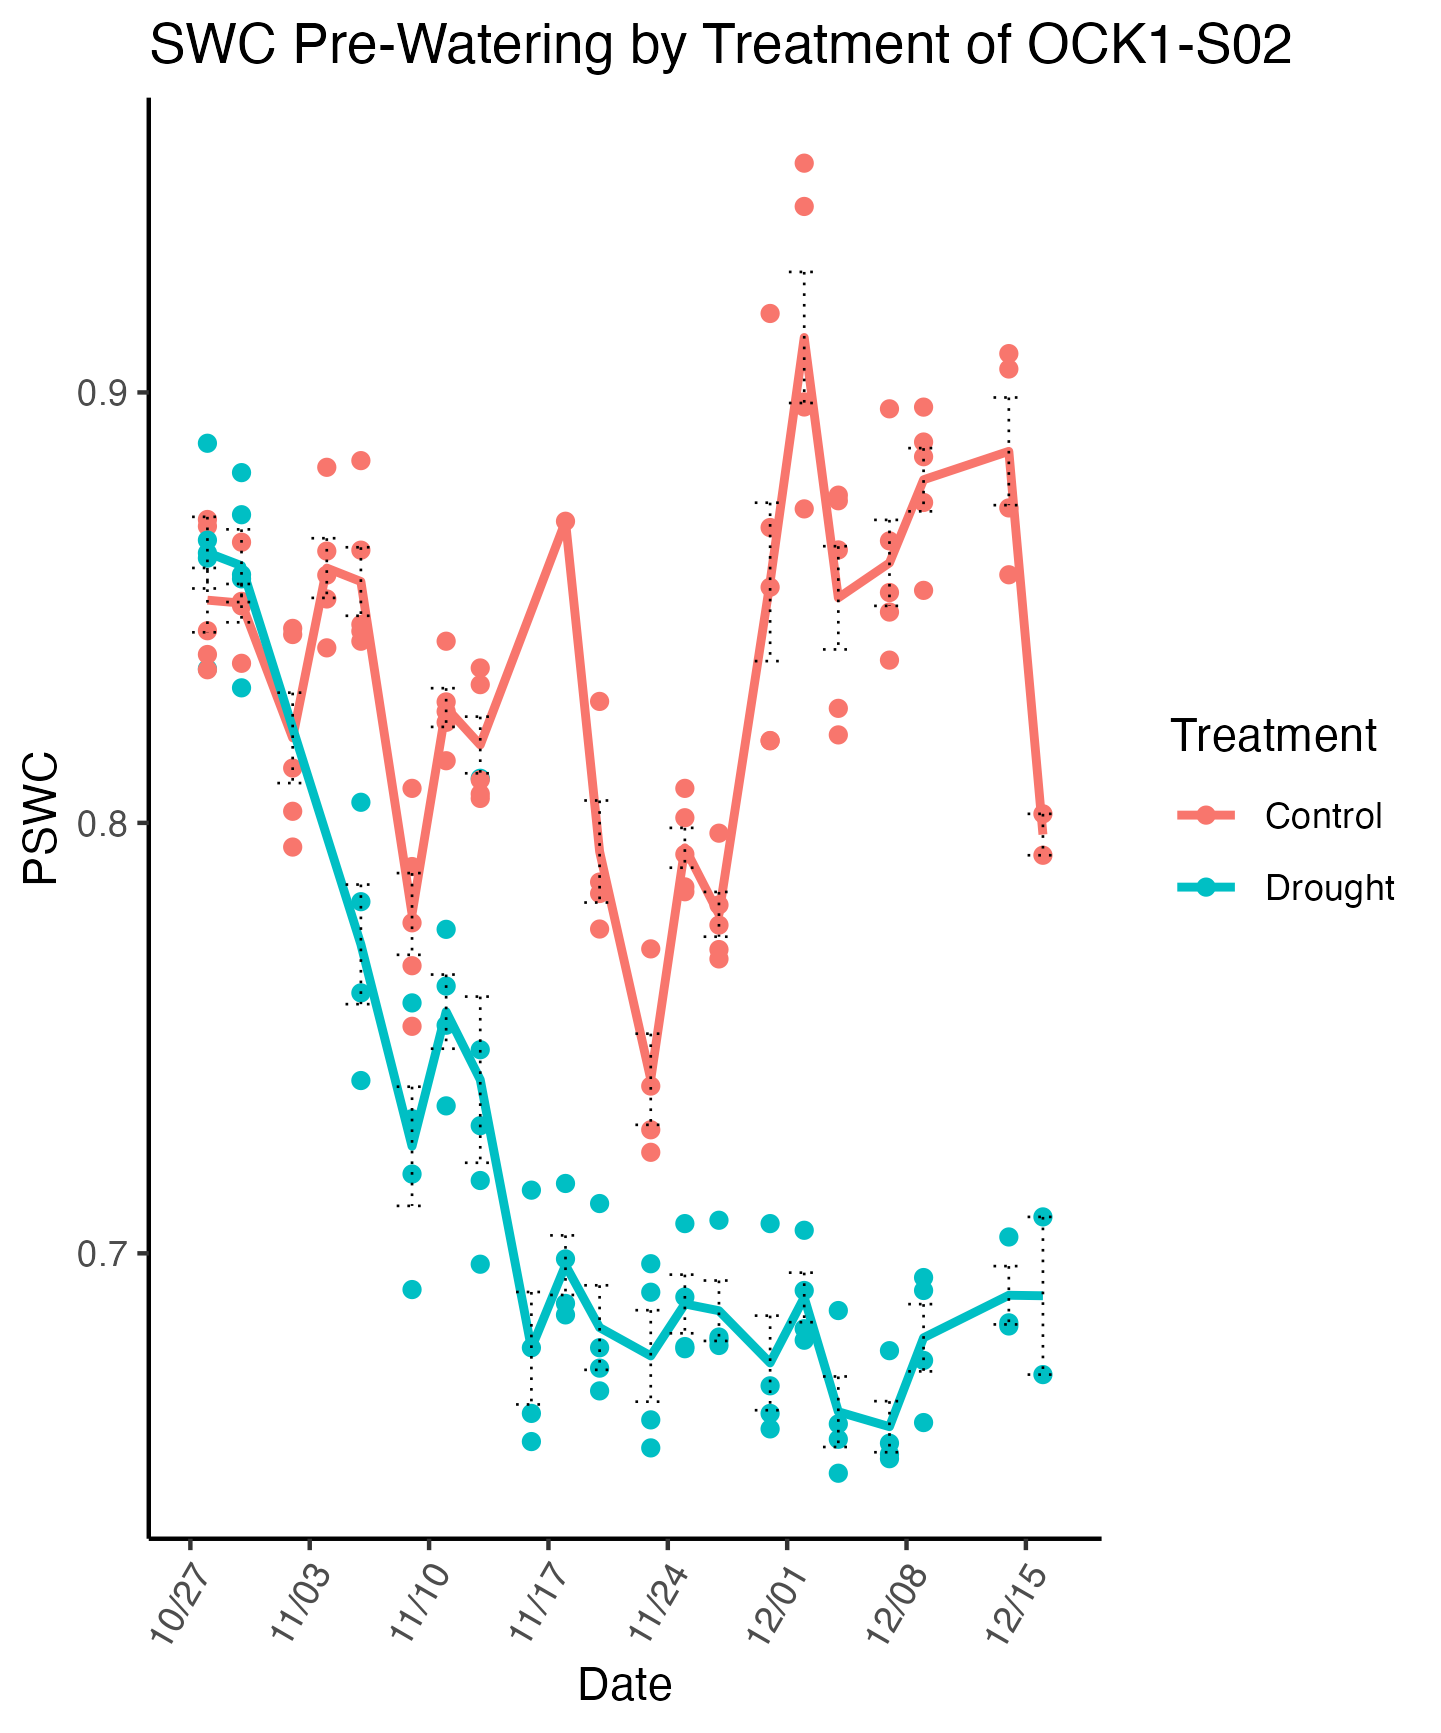 SWC Pre-Watering by Treatment of OCK1-S02
PSWC
0.9
0.8
0.7
10/27
11/03
11/10
11/17
11/24
12/01
12/08
12/15
Date
Treatment
Control
Drought